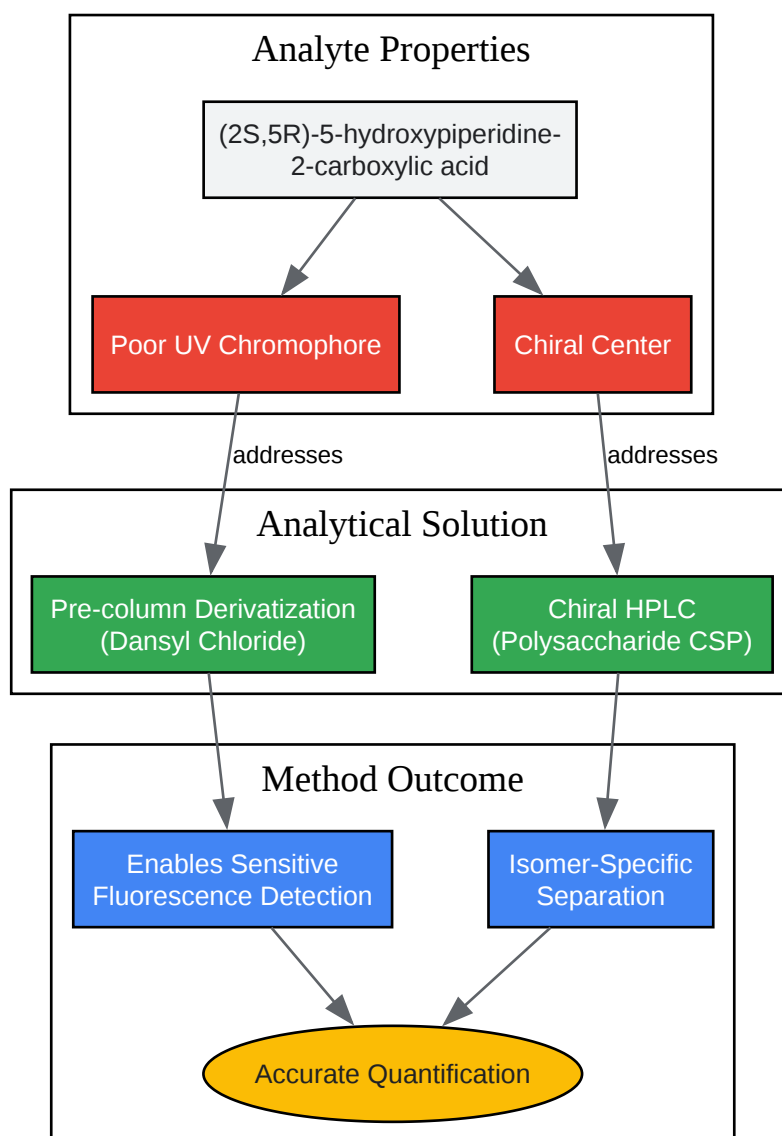 Analyte Properties
(2S,5R)-5-hydroxypiperidine-
2-carboxylic acid
Poor UV Chromophore
Chiral Center
addresses
addresses
Analytical Solution
Pre-column Derivatization
(Dansyl Chloride)
Chiral HPLC
(Polysaccharide CSP)
Method Outcome
Enables Sensitive
Fluorescence Detection
Isomer-Specific
Separation
Accurate Quantification